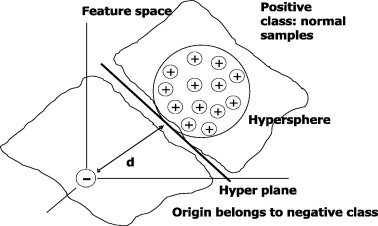 Feature space
Positive
class: normal
samples
+ + +
+ + + +
+ + + +
+ +
Hypersphere
d
-
Hyper plane
Origin belongs to negative class